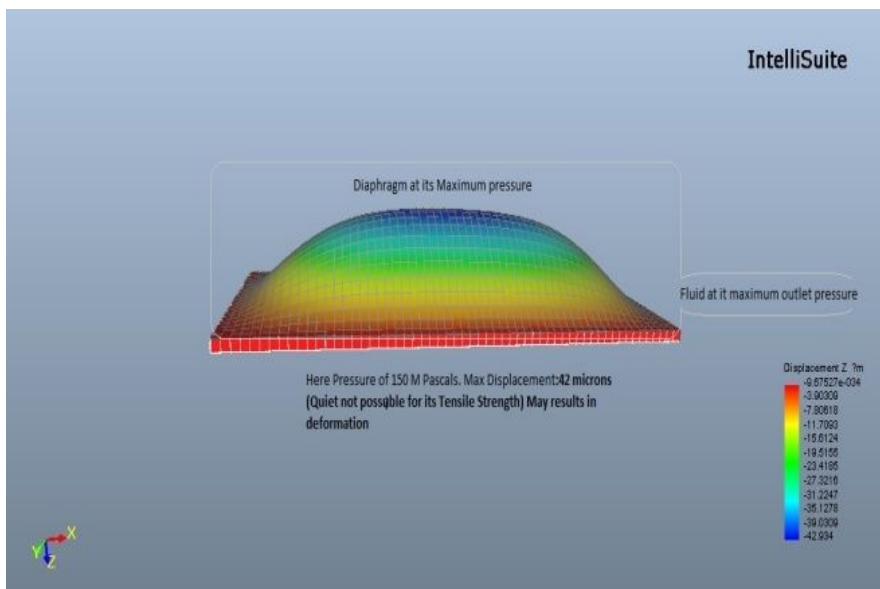 IntelliSuite
Diaphragm at its Maximum pressure
Fluid at it maximum outlet pressure
Here Pressure of 150 M Pascals. Max Displacement:42 microns
(Quiet not possible for its Tensile Strength) May results in
deformation
Displacement Z ?m
-9.67527e-034
-3.90309
-7.80618
-11.7093
-15.6124
-19.5155
-23.4185
-27.3216
-31.2247
-35.1278
-39.0309
-42.934
X
Y
Z